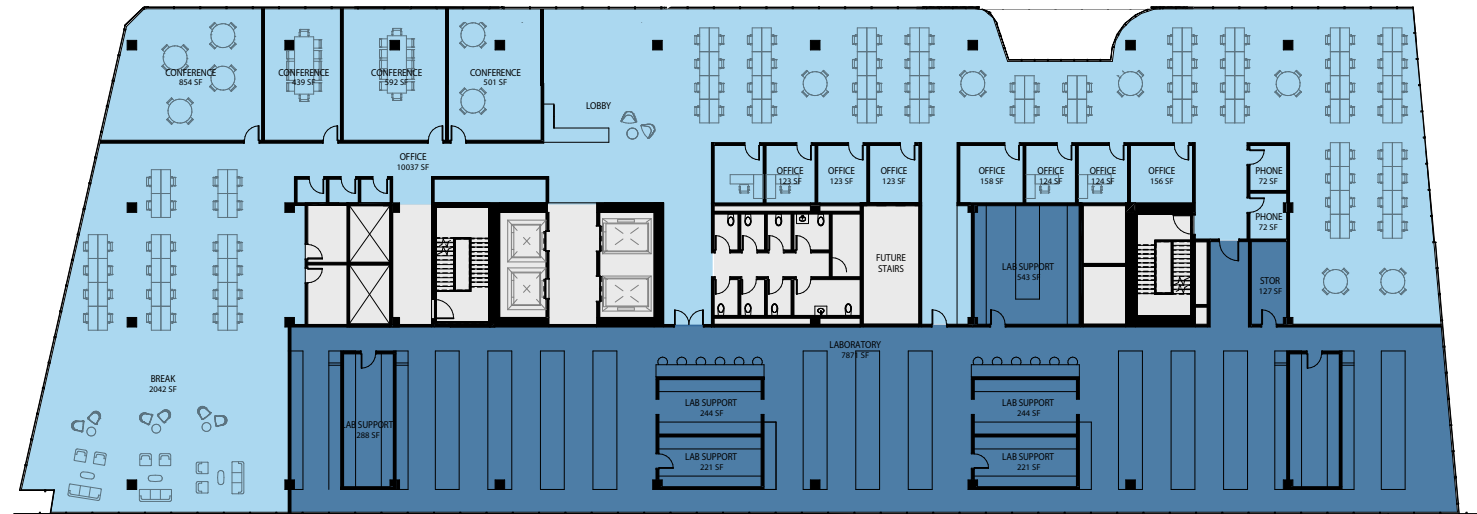 CONFERENCE
854 SF
CONFERENCE
439 SF
CONFERENCE
592 SF
CONFERENCE
501 SF
LOBBY
OFFICE
10037 SF
OFFICE
123 SF
OFFICE
123 SF
OFFICE
123 SF
OFFICE
158 SF
OFFICE
124 SF
OFFICE
124 SF
OFFICE
156 SF
PHONE
72 SF
PHONE
72 SF
FUTURE
STAIRS
LAB SUPPORT
543 SF
STOR
127 SF
LABORATORY
7871 SF
BREAK
2042 SF
LAB SUPPORT
288 SF
LAB SUPPORT
244 SF
LAB SUPPORT
221 SF
LAB SUPPORT
244 SF
LAB SUPPORT
221 SF